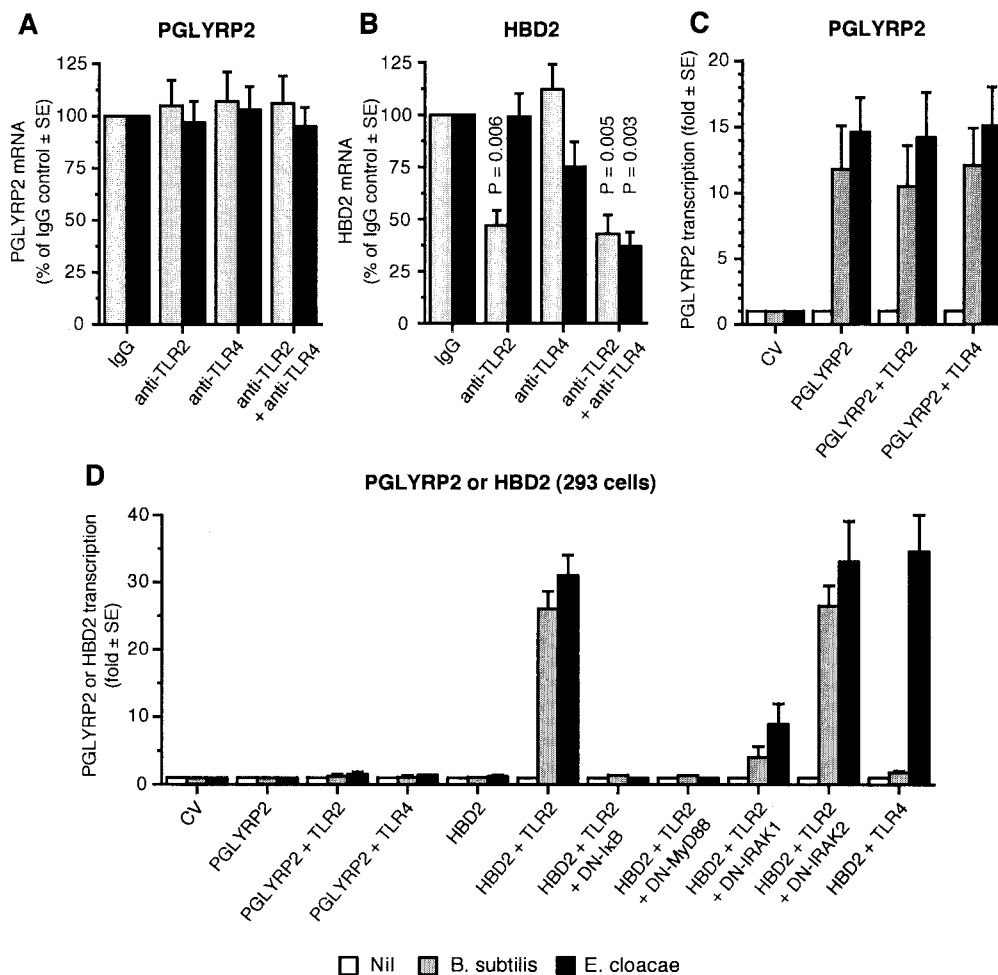 A
PGLYRP2
PGLYRP2 mRNA
(% of IgG control ± SE)
125
100
75
50
25
0
IgG
anti-TLR2
anti-TLR4
anti-TLR2
+ anti-TLR4
B
HBD2
HBD2 mRNA
(% of IgG control ± SE)
125
100
75
50
25
0
P = 0.006
P = 0.005
P = 0.003
IgG
anti-TLR2
anti-TLR4
anti-TLR2
+ anti-TLR4
C
PGLYRP2
PGLYRP2 transcription (fold ± SE)
20
15
10
5
0
CV
PGLYRP2
PGLYRP2 + TLR2
PGLYRP2 + TLR4
D
PGLYRP2 or HBD2 (293 cells)
PGLYRP2 or HBD2 transcription
(fold ± SE)
40
30
20
10
0
CV
PGLYRP2
PGLYRP2 + TLR2
PGLYRP2 + TLR4
HBD2
HBD2 + TLR2
HBD2 + TLR2
+ DN-IκB
HBD2 + TLR2
+ DN-MyD88
HBD2 + TLR2
+ DN-IRAK1
HBD2 + TLR2
+ DN-IRAK2
HBD2 + TLR4
Nil
B. subtilis
E. cloacae